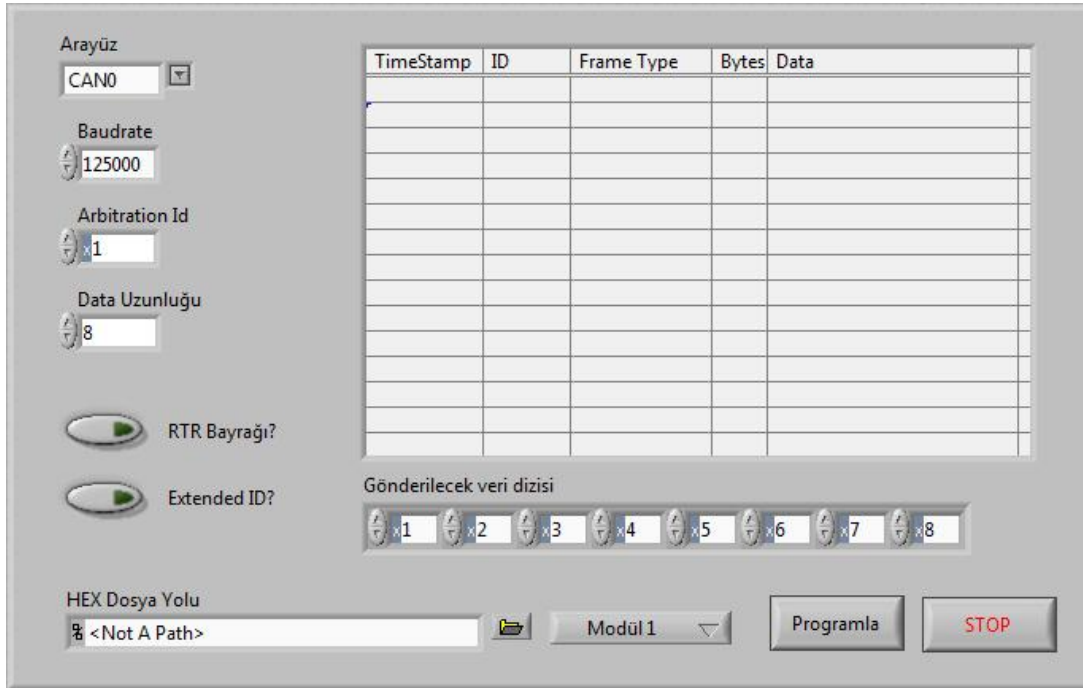 Arayüz
CAN0
Baudrate
125000
Arbitration Id
x1
Data Uzunluğu
8
RTR Bayrağı?
Extended ID?
TimeStamp ID Frame Type Bytes Data
Gönderilecek veri dizisi
x1 x2 x3 x4 x5 x6 x7 x8
HEX Dosya Yolu
<Not A Path>
Modül 1
Programla
STOP